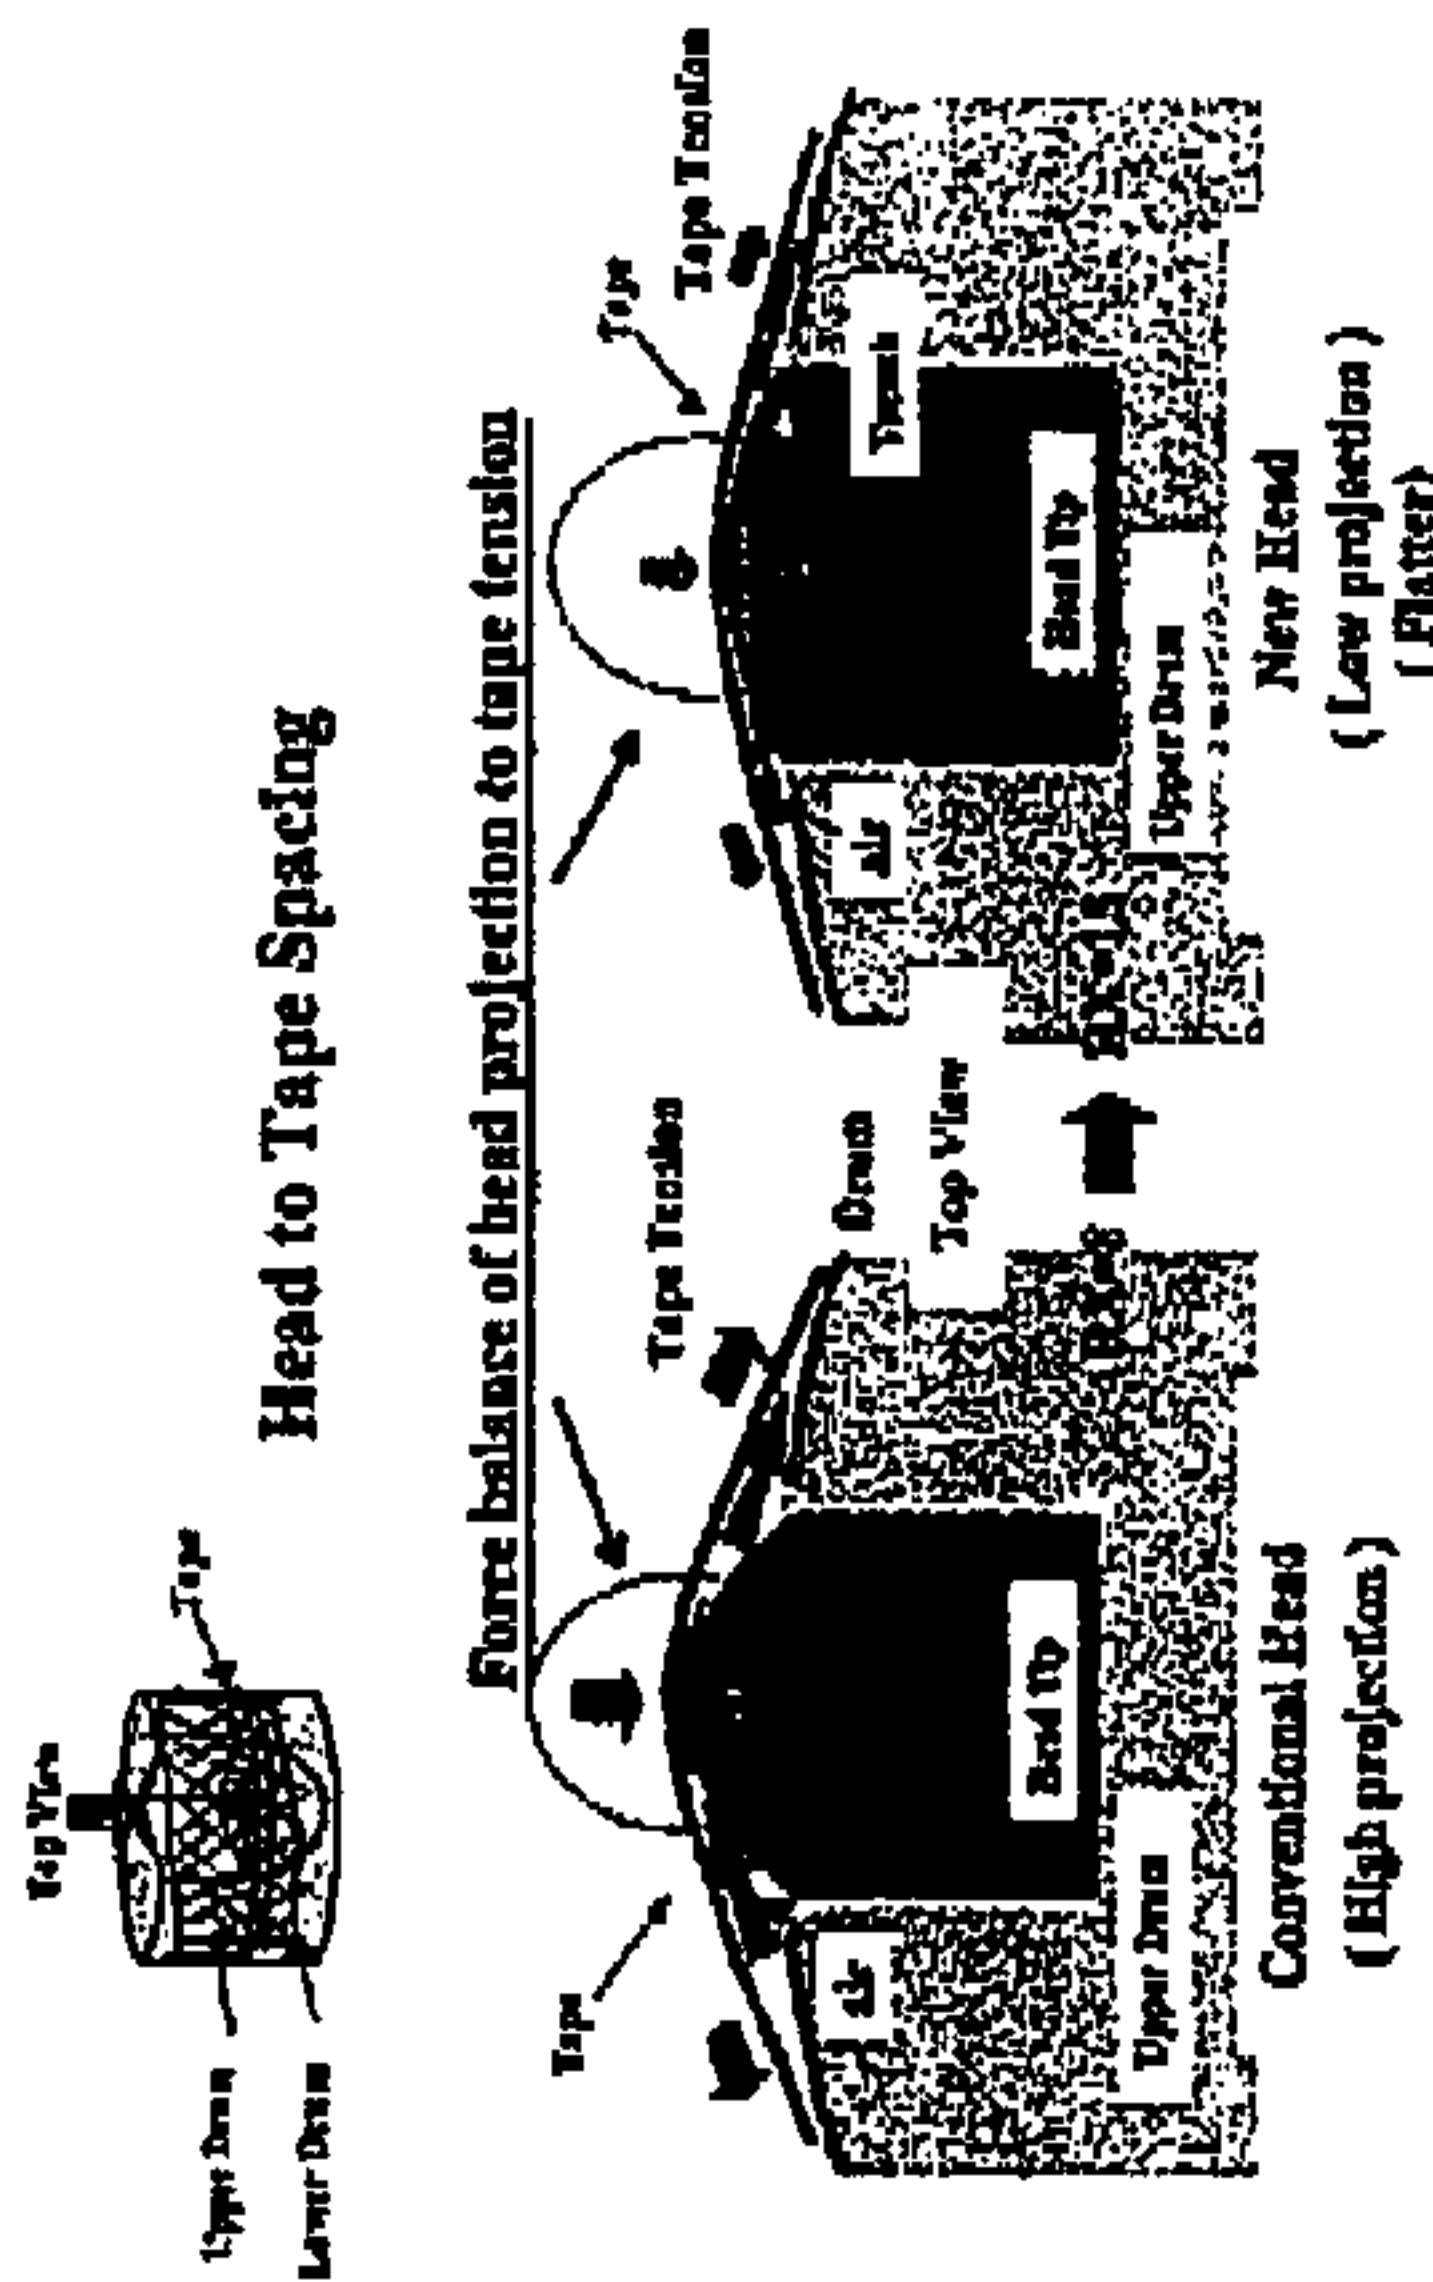 Head to Tape Spacing
Top View
Tape
Upper Drum
Lower Drum
Force balance of head projection to tape tension
Tape
Tape Tension
Drum
Top View
air
Head Tip
Upper Drum
Conventional Head
( High projection )
Tape
Tape Tension
air
Head Tip
Upper Drum
New Head
( Low projection )
( Flatter )